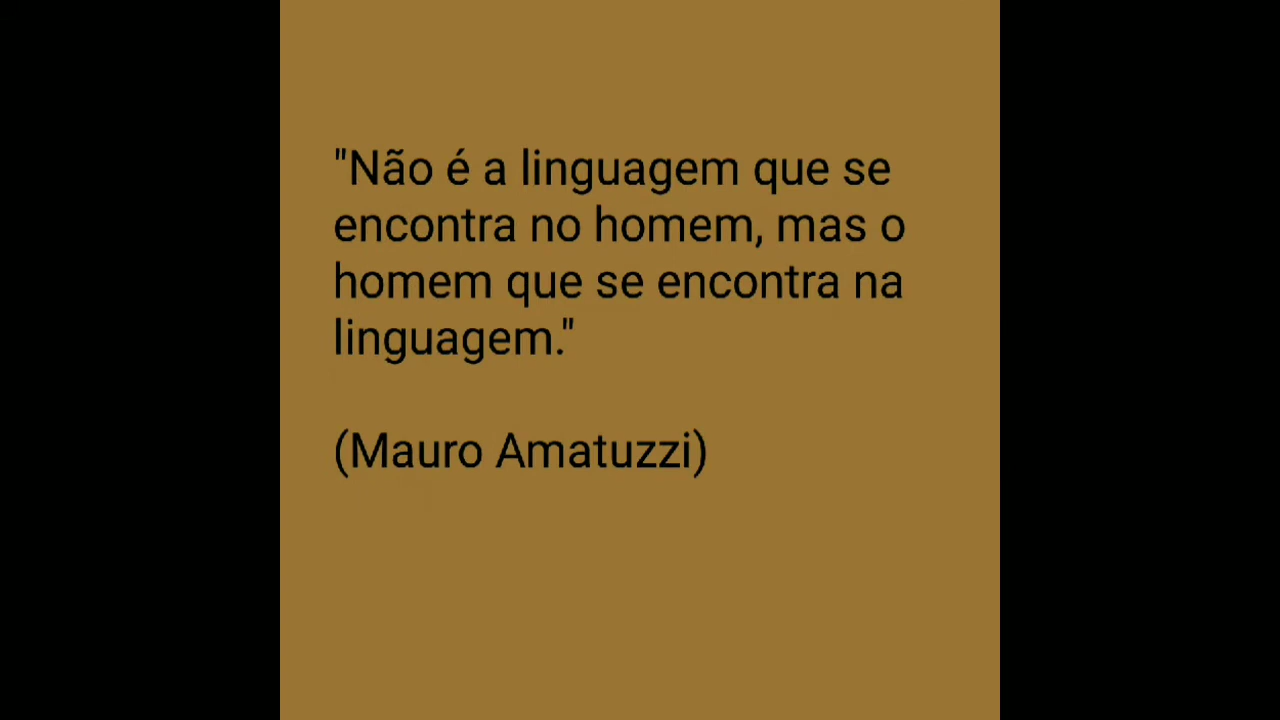 "Não é a linguagem que se
encontra no homem, mas o
homem que se encontra na
linguagem."
(Mauro Amatuzzi)